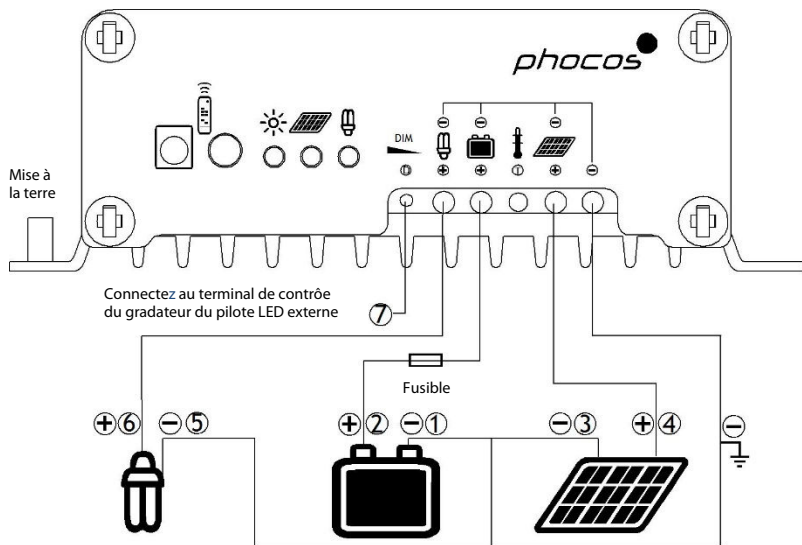 phocos
DIM
⊖ ⊖ ⊖
⊕ ⊕ ⊕ ⊖
Mise à
la terre
Connectez au terminal de contrôe
du gradateur du pilote LED externe
⑦
Fusible
⊕⑥ ⊖⑤ ⊕② ⊖① ⊖③ ⊕④ ⊖